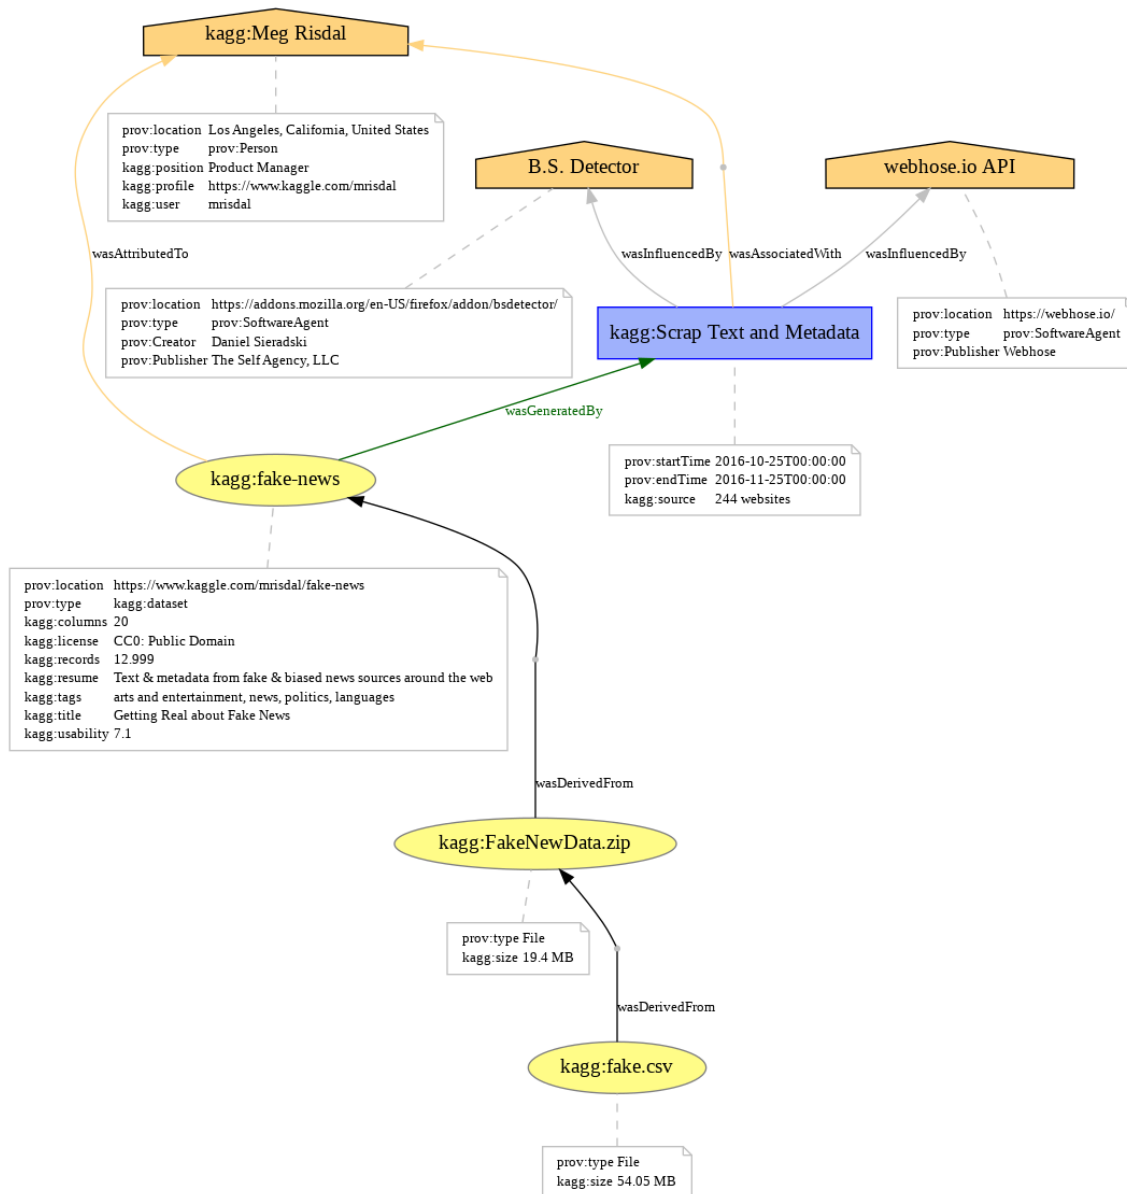 kagg:Meg Risdal
prov:location Los Angeles, California, United States
prov:type prov:Person
kagg:position Product Manager
kagg:profile https://www.kaggle.com/mrisdal
kagg:user mrisdal
B.S. Detector
webhose.io API
wasAttributedTo
wasInfluencedBy
wasAssociatedWith
wasInfluencedBy
prov:location https://addons.mozilla.org/en-US/firefox/addon/bsdetector/
prov:type prov:SoftwareAgent
prov:Creator Daniel Sieradski
prov:Publisher The Self Agency, LLC
kagg:Scrap Text and Metadata
prov:location https://webhose.io/
prov:type prov:SoftwareAgent
prov:Publisher Webhose
wasGeneratedBy
kagg:fake-news
prov:startTime 2016-10-25T00:00:00
prov:endTime 2016-11-25T00:00:00
kagg:source 244 websites
prov:location https://www.kaggle.com/mrisdal/fake-news
prov:type kagg:dataset
kagg:columns 20
kagg:license CC0: Public Domain
kagg:records 12.999
kagg:resume Text & metadata from fake & biased news sources around the web
kagg:tags arts and entertainment, news, politics, languages
kagg:title Getting Real about Fake News
kagg:usability 7.1
wasDerivedFrom
kagg:FakeNewData.zip
prov:type File
kagg:size 19.4 MB
wasDerivedFrom
kagg:fake.csv
prov:type File
kagg:size 54.05 MB